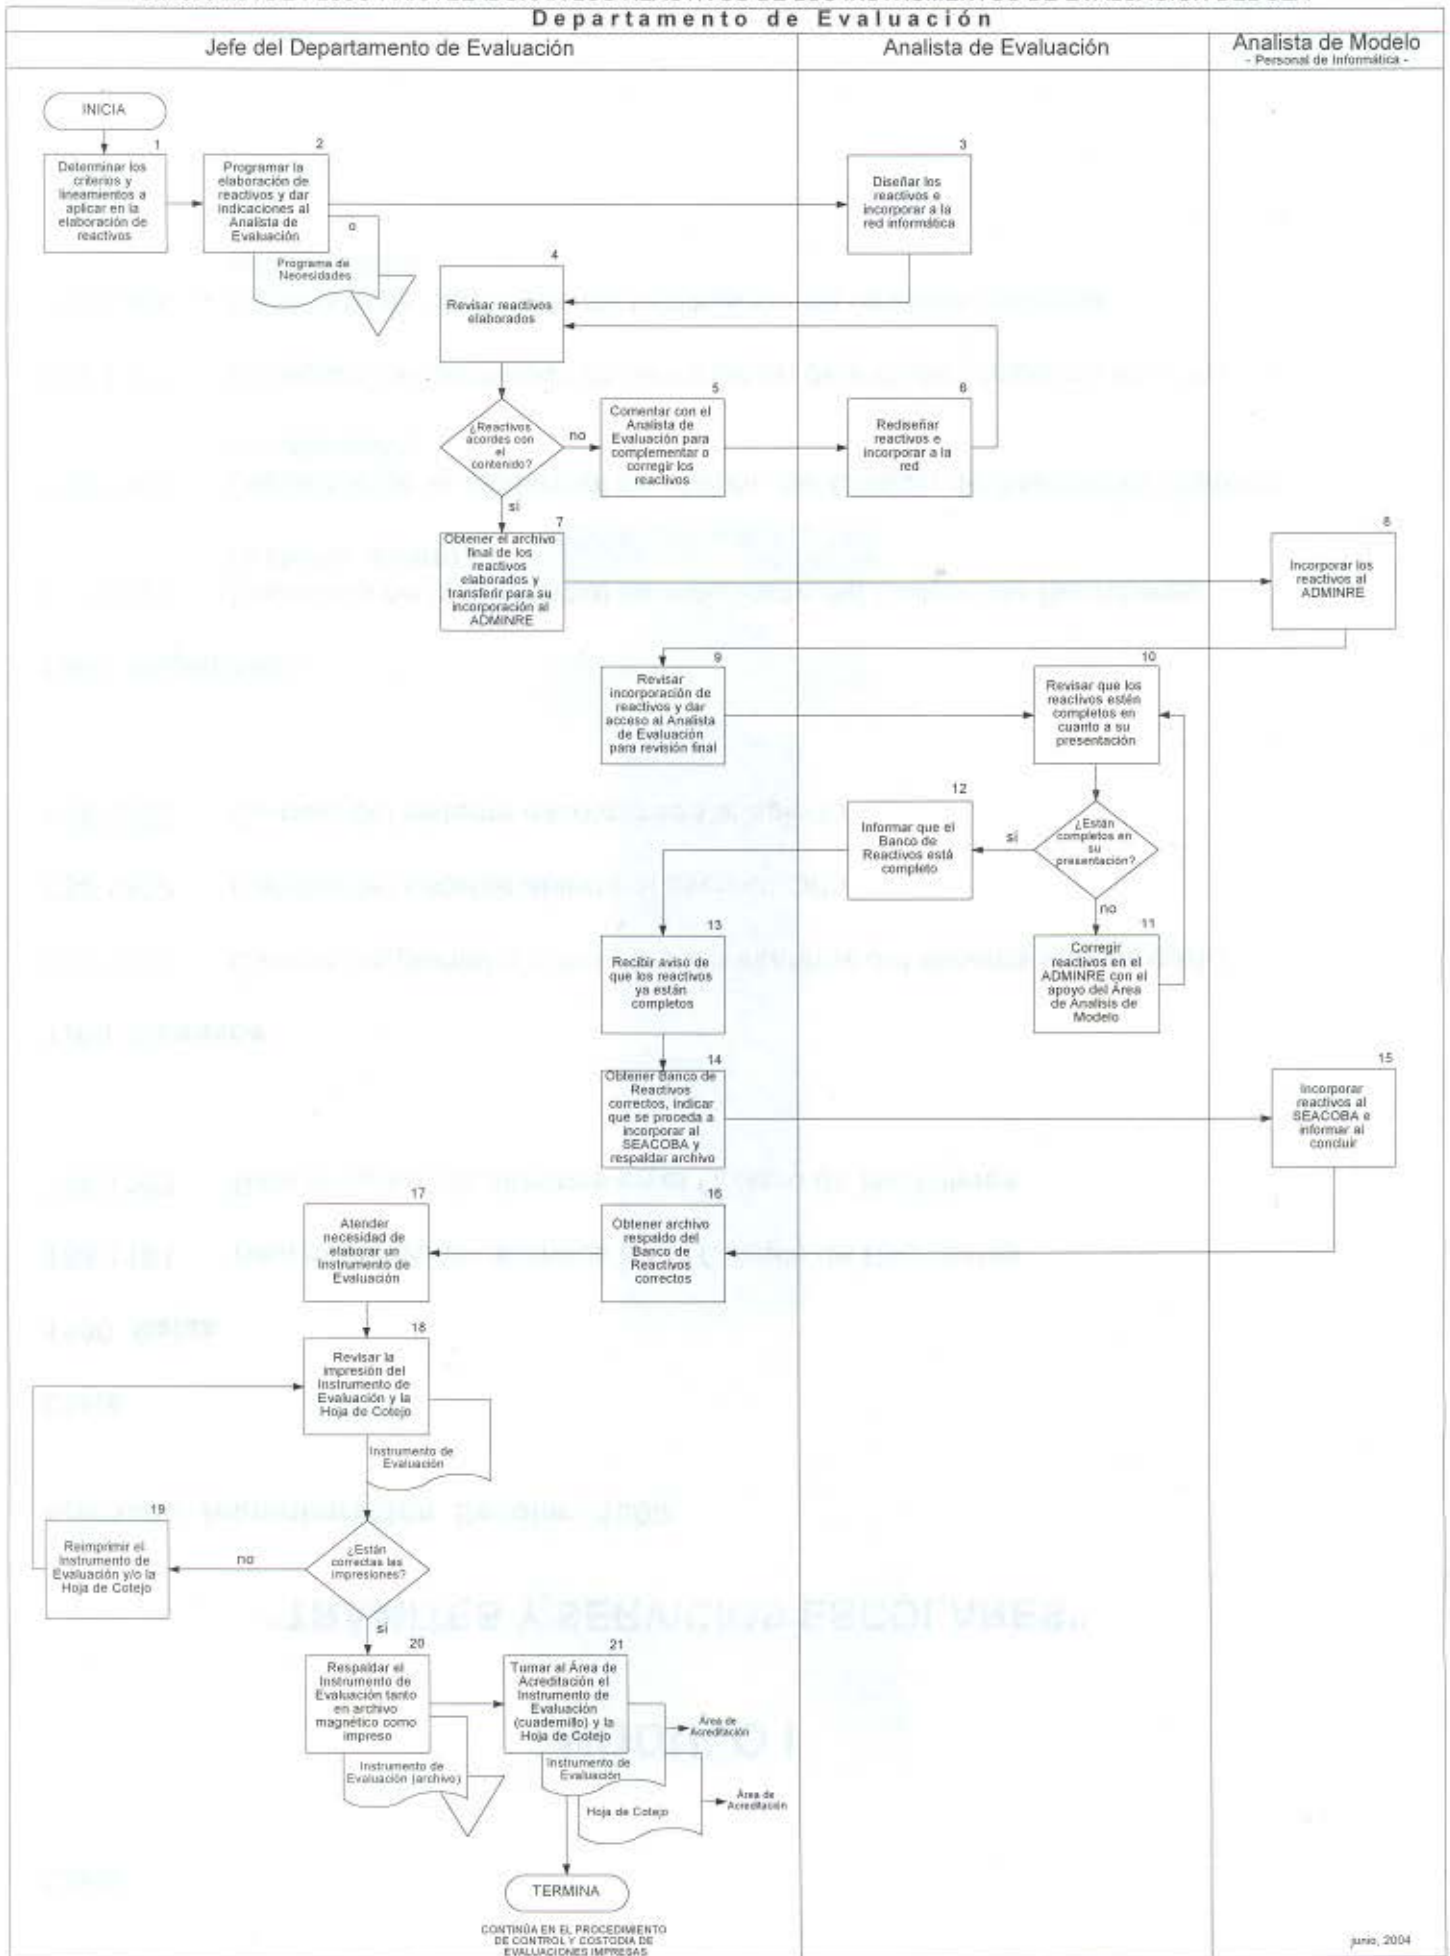 Departamento de Evaluación
Jefe del Departamento de Evaluación
Analista de Evaluación
Analista de Modelo
- Personal de Informática -
INICIA
1
Determinar los
criterios y
lineamientos a
aplicar en la
elaboración de
reactivos
2
Programar la
elaboración de
reactivos y dar
indicaciones al
Analista de
Evaluación
o
Programa de
Necesidades
3
Diseñar los
reactivos e
incorporar a la
red informática
4
Revisar reactivos
elaborados
¿Reactivos
acordes con
el
contenido?
no
sí
5
Comentar con el
Analista de
Evaluación para
complementar o
corregir los
reactivos
6
Rediseñar
reactivos e
incorporar a la
red
7
Obtener el archivo
final de los
reactivos
elaborados y
transferir para su
incorporación al
ADMINRE
8
Incorporar los
reactivos al
ADMINRE
9
Revisar
incorporación de
reactivos y dar
acceso al Analista
de Evaluación
para revisión final
10
Revisar que los
reactivos estén
completos en
cuanto a su
presentación
¿Están
completos en
su
presentación?
sí
no
12
Informar que el
Banco de
Reactivos está
completo
11
Corregir
reactivos en el
ADMINRE con el
apoyo del Área
de Analisis de
Modelo
13
Recibir aviso de
que los reactivos
ya están
completos
14
Obtener Banco de
Reactivos
correctos, indicar
que se proceda a
incorporar al
SEACOBA y
respaldar archivo
15
Incorporar
reactivos al
SEACOBA e
informar al
concluir
16
Obtener archivo
respaldo del
Banco de
Reactivos
correctos
17
Atender
necesidad de
elaborar un
Instrumento de
Evaluación
18
Revisar la
impresión del
Instrumento de
Evaluación y la
Hoja de Cotejo
Instrumento de
Evaluación
¿Están
correctas las
impresiones?
no
sí
19
Reimprimir el
Instrumento de
Evaluación y/o la
Hoja de Cotejo
20
Respaldar el
Instrumento de
Evaluación tanto
en archivo
magnético como
impreso
Instrumento de
Evaluación (archivo)
21
Turnar al Área de
Acreditación el
Instrumento de
Evaluación
(cuadernillo) y la
Hoja de Cotejo
Instrumento de
Evaluación
Área de
Acreditación
Hoja de Cotejo
Área de
Acreditación
TERMINA
CONTINÚA EN EL PROCEDIMIENTO
DE CONTROL Y CUSTODIA DE
EVALUACIONES IMPRESAS
junio, 2004